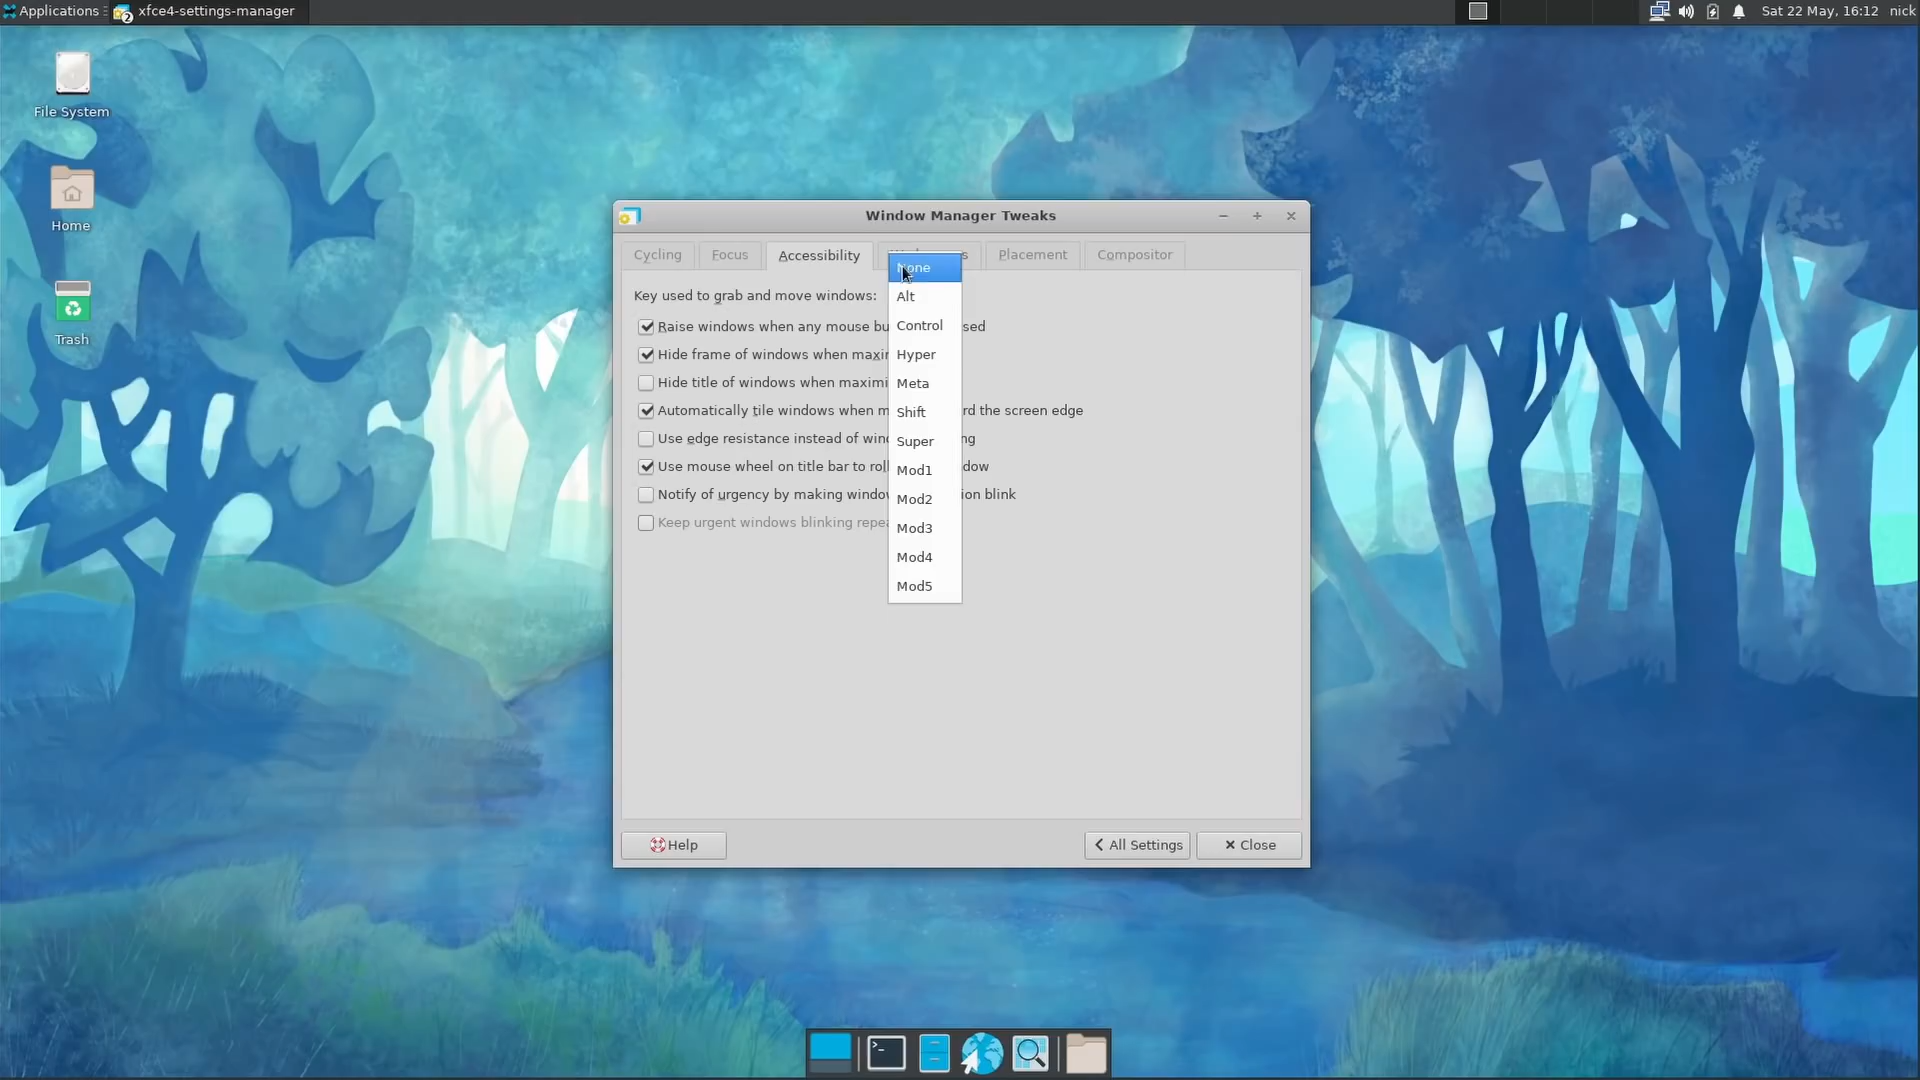 Applications
2
xfce4-settings-manager
Sat 22 May, 16:12
nick
File System
Home
Trash
Window Manager Tweaks
Cycling
Focus
Accessibility
s
Placement
Compositor
Key used to grab and move windows:
Raise windows when any mouse bu
sed
Hide frame of windows when maxi
Hide title of windows when maximi
Automatically tile windows when m
rd the screen edge
Use edge resistance instead of wind
ng
Use mouse wheel on title bar to roll
dow
Notify of urgency by making window
ion blink
Keep urgent windows blinking repea
None
Alt
Control
Hyper
Meta
Shift
Super
Mod1
Mod2
Mod3
Mod4
Mod5
Help
All Settings
Close